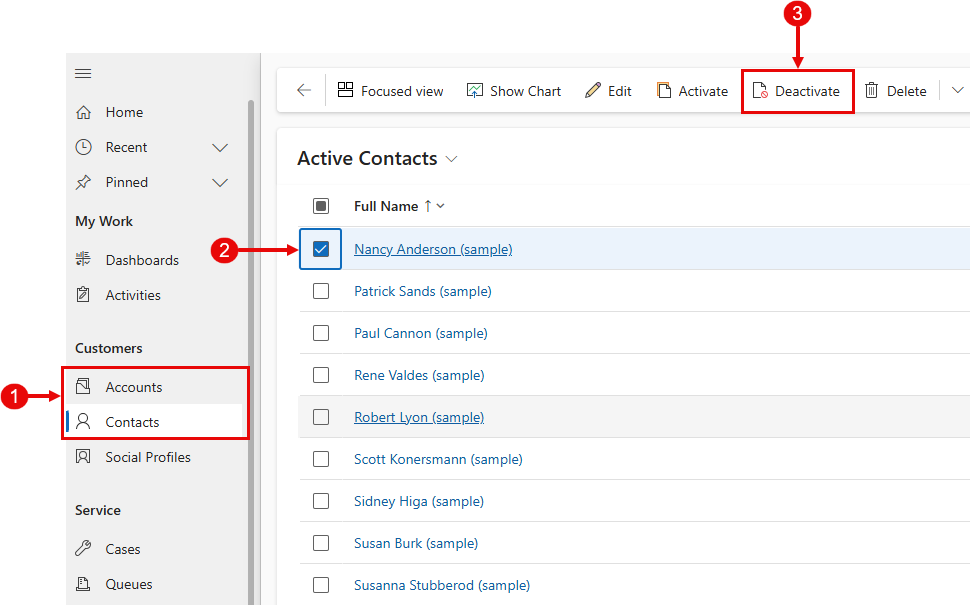 3
Focused view Show Chart Edit Activate Deactivate Delete
Home
Recent
Pinned
My Work
Dashboards
Activities
Customers
1
Accounts
Contacts
Social Profiles
Service
Cases
Queues
Active Contacts
Full Name
2
Nancy Anderson (sample)
Patrick Sands (sample)
Paul Cannon (sample)
Rene Valdes (sample)
Robert Lyon (sample)
Scott Konersmann (sample)
Sidney Higa (sample)
Susan Burk (sample)
Susanna Stubberod (sample)